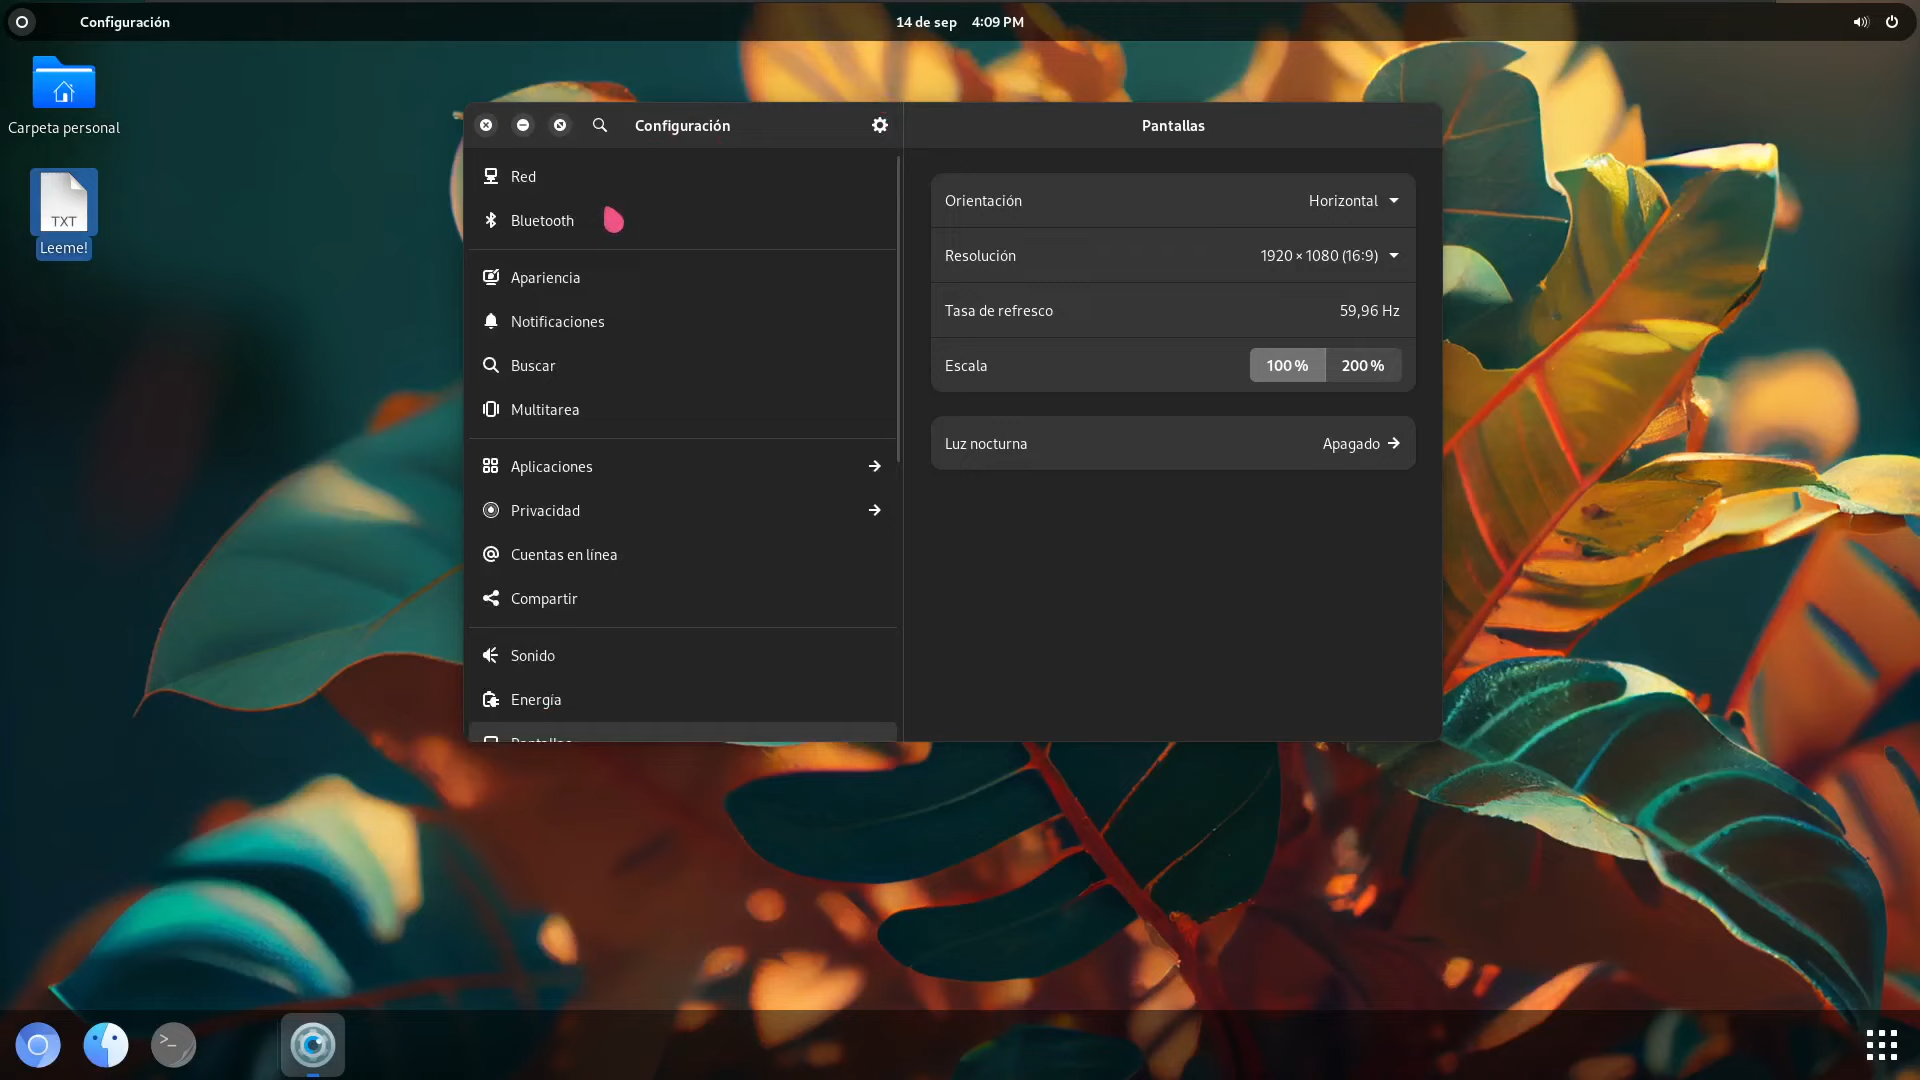 Configuración
14 de sep 4:09 PM
Carpeta personal
TXT
Leeme!
Configuración
Red
Bluetooth
Apariencia
Notificaciones
Buscar
Multitarea
Aplicaciones
Privacidad
Cuentas en línea
Compartir
Sonido
Energía
Pantallas
Pantallas
Orientación Horizontal
Resolución 1920 × 1080 (16:9)
Tasa de refresco 59,96 Hz
Escala 100 % 200 %
Luz nocturna Apagado
>_